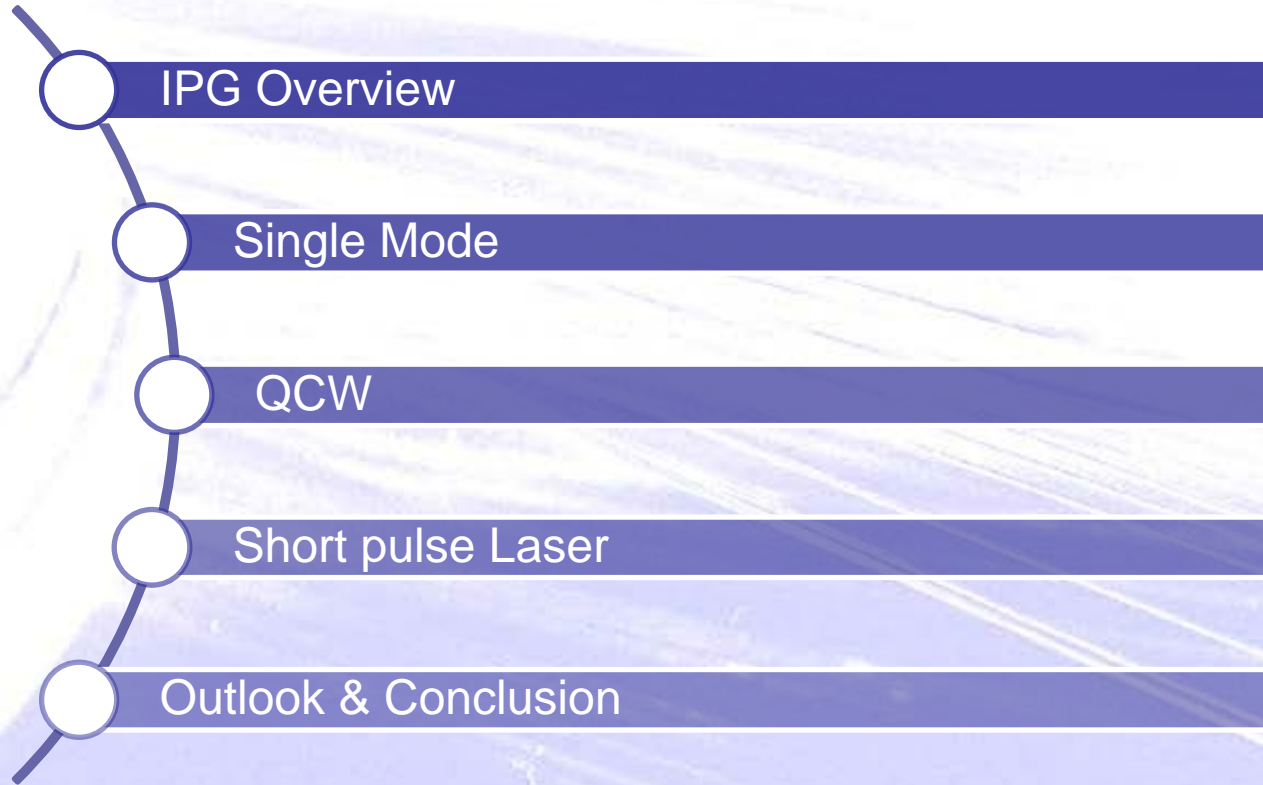 IPG Overview
Single Mode
QCW
Short pulse Laser
Outlook & Conclusion